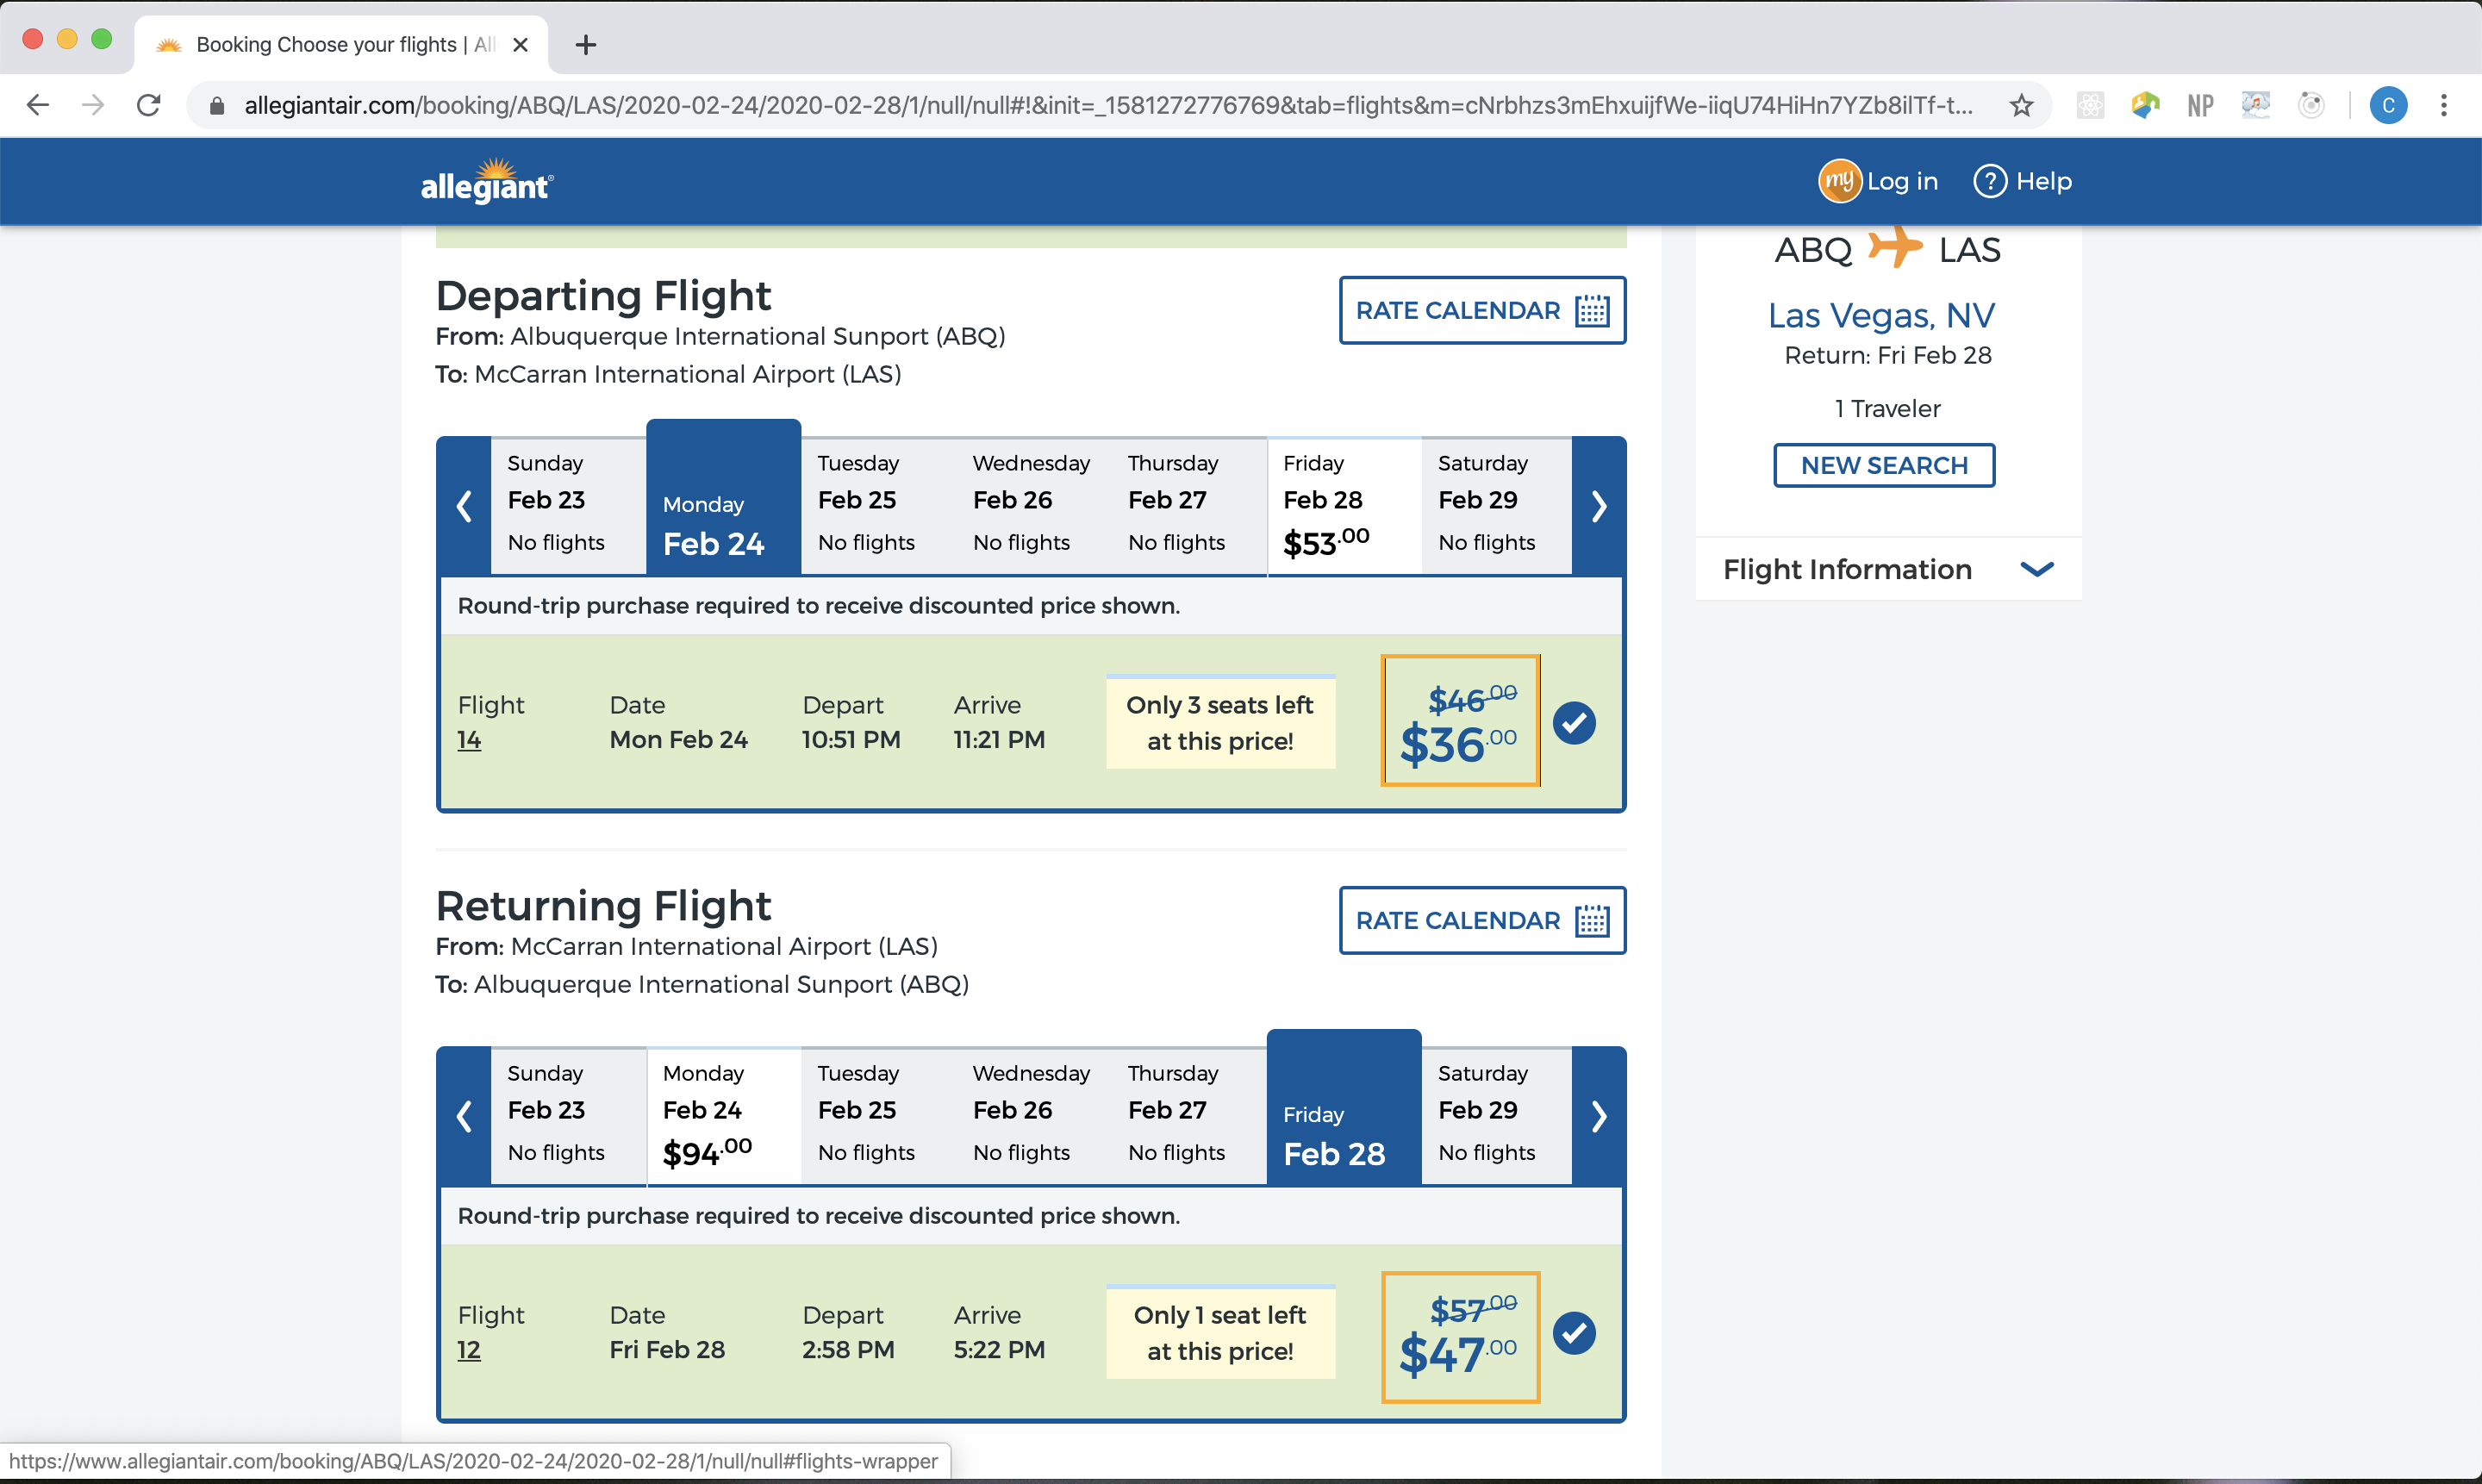 Booking Choose your flights | All
allegiantair.com/booking/ABQ/LAS/2020-02-24/2020-02-28/1/null/null#!&init=_1581272776769&tab=flights&m=cNrbhzs3mEhxuijfWe-iiqU74HiHn7YZb8ilTf-t...
NP
C
allegiant®
my Log in
? Help
ABQ LAS
Las Vegas, NV
Return: Fri Feb 28
1 Traveler
NEW SEARCH
Flight Information
Departing Flight
RATE CALENDAR
From: Albuquerque International Sunport (ABQ)
To: McCarran International Airport (LAS)
Sunday
Feb 23
No flights
Monday
Feb 24
Tuesday
Feb 25
No flights
Wednesday
Feb 26
No flights
Thursday
Feb 27
No flights
Friday
Feb 28
$53.00
Saturday
Feb 29
No flights
Round-trip purchase required to receive discounted price shown.
Flight
14
Date
Mon Feb 24
Depart
10:51 PM
Arrive
11:21 PM
Only 3 seats left
at this price!
$46.00
$36.00
Returning Flight
RATE CALENDAR
From: McCarran International Airport (LAS)
To: Albuquerque International Sunport (ABQ)
Sunday
Feb 23
No flights
Monday
Feb 24
$94.00
Tuesday
Feb 25
No flights
Wednesday
Feb 26
No flights
Thursday
Feb 27
No flights
Friday
Feb 28
Saturday
Feb 29
No flights
Round-trip purchase required to receive discounted price shown.
Flight
12
Date
Fri Feb 28
Depart
2:58 PM
Arrive
5:22 PM
Only 1 seat left
at this price!
$57.00
$47.00
https://www.allegiantair.com/booking/ABQ/LAS/2020-02-24/2020-02-28/1/null/null#flights-wrapper